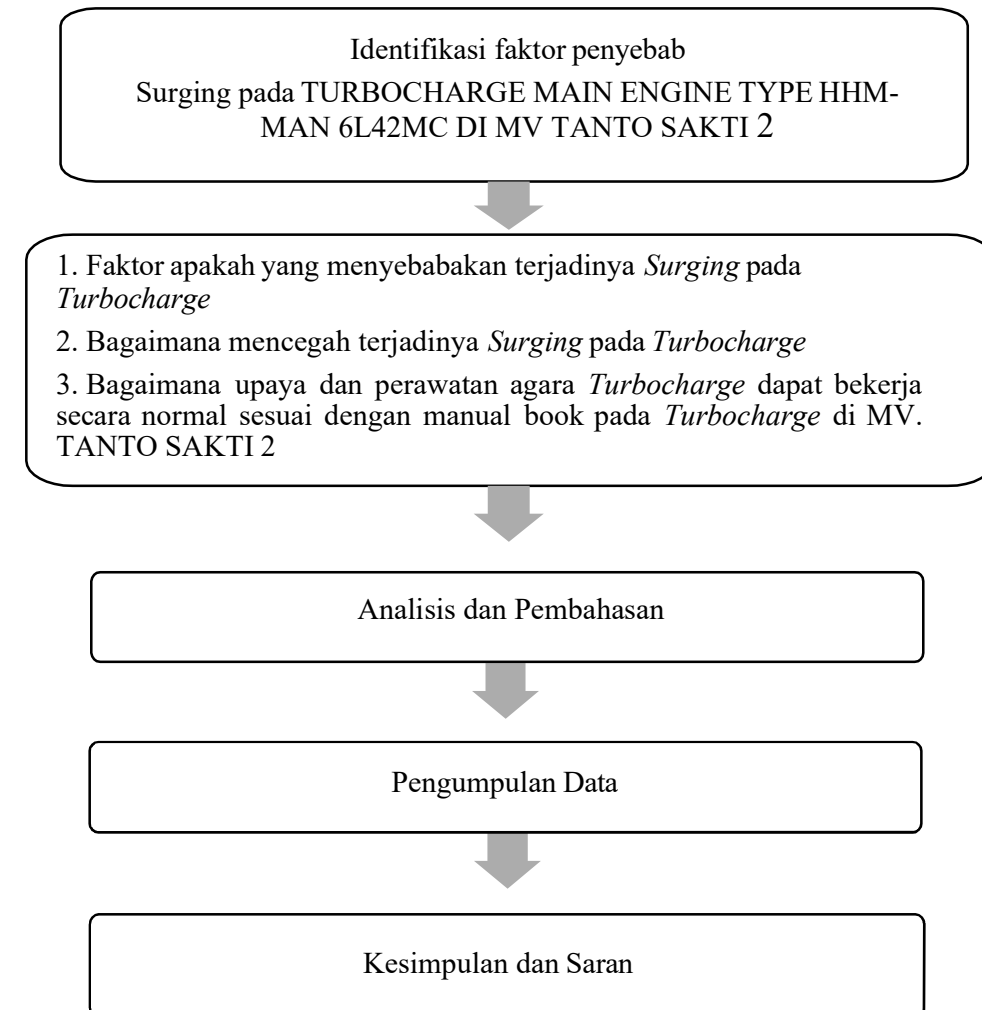 Identifikasi faktor penyebab
Surging pada TURBOCHARGE MAIN ENGINE TYPE HHM-
MAN 6L42MC DI MV TANTO SAKTI 2
1. Faktor apakah yang menyebabakan terjadinya Surging pada
Turbocharge
2. Bagaimana mencegah terjadinya Surging pada Turbocharge
3. Bagaimana upaya dan perawatan agara Turbocharge dapat bekerja
secara normal sesuai dengan manual book pada Turbocharge di MV.
TANTO SAKTI 2
Analisis dan Pembahasan
Pengumpulan Data
Kesimpulan dan Saran